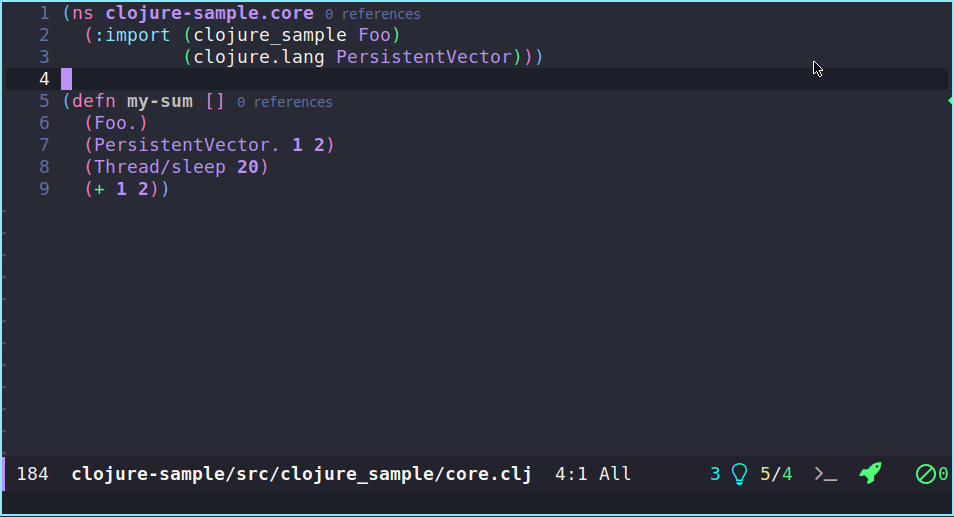 1 (ns clojure-sample.core 0 references
2   (:import (clojure_sample Foo)
3            (clojure.lang PersistentVector)))
4
5 (defn my-sum [] 0 references
6   (Foo.)
7   (PersistentVector. 1 2)
8   (Thread/sleep 20)
9   (+ 1 2))
184 clojure-sample/src/clojure_sample/core.clj 4:1 All 3 5/4 >_ 0